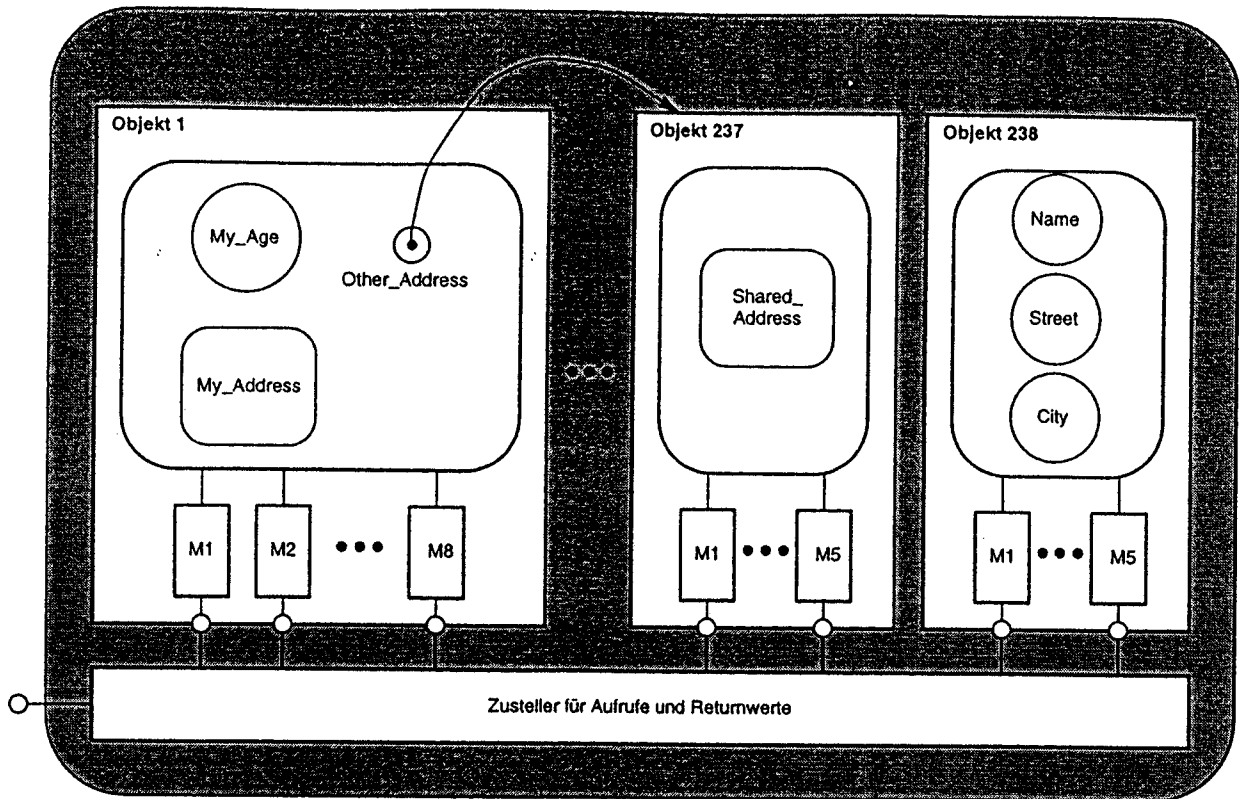 Objekt 1
My_Age
Other_Address
My_Address
M1
M2
M8
Objekt 237
Shared_
Address
M1
M5
Objekt 238
Name
Street
City
M1
M5
Zusteller für Aufrufe und Returnwerte